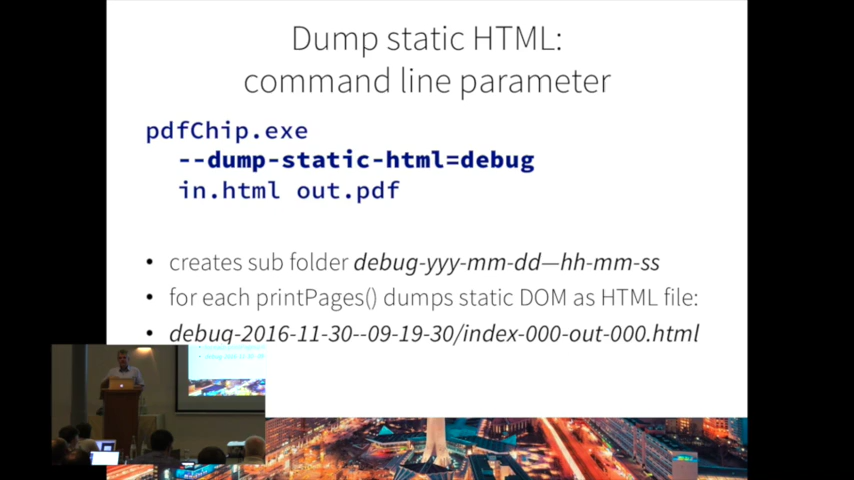 Dump static HTML:
command line parameter
pdfChip.exe
--dump-static-html=debug
in.html out.pdf
• creates sub folder debug-yyy-mm-dd—hh-mm-ss
• for each printPages() dumps static DOM as HTML file:
• debug-2016-11-30--09-19-30/index-000-out-000.html